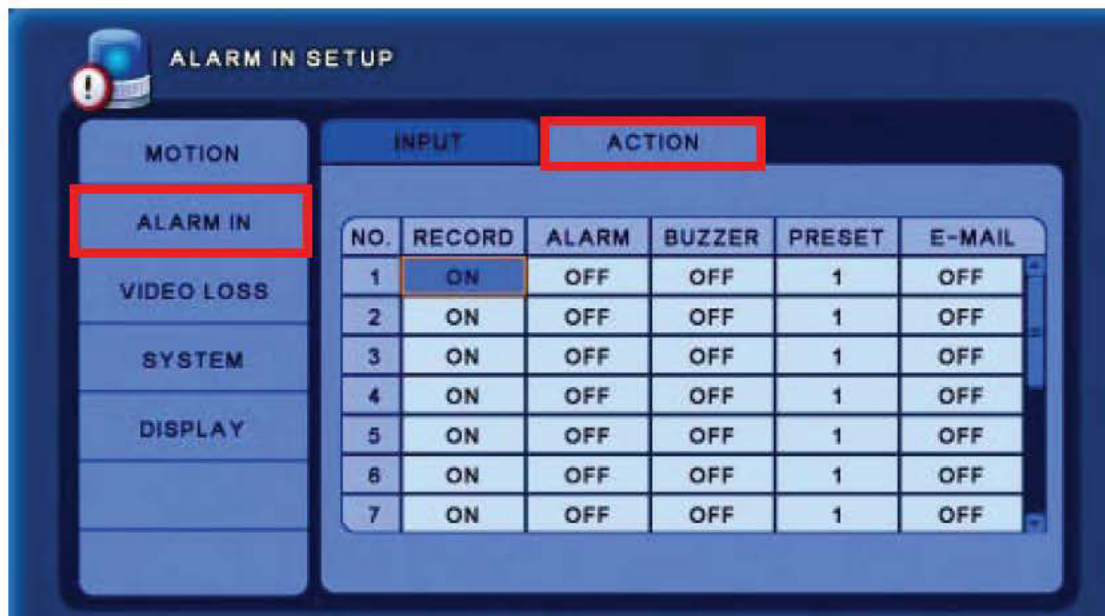 ALARM IN SETUP
MOTION
ALARM IN
VIDEO LOSS
SYSTEM
DISPLAY
INPUT ACTION
NO. RECORD ALARM BUZZER PRESET E-MAIL
1 ON OFF OFF 1 OFF
2 ON OFF OFF 1 OFF
3 ON OFF OFF 1 OFF
4 ON OFF OFF 1 OFF
5 ON OFF OFF 1 OFF
6 ON OFF OFF 1 OFF
7 ON OFF OFF 1 OFF